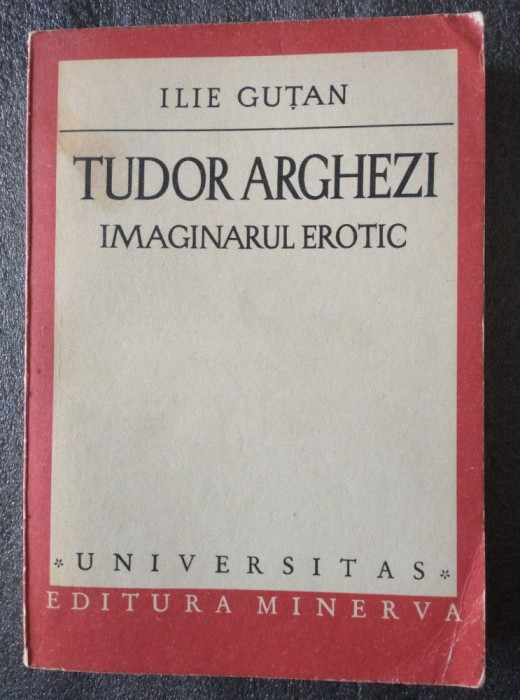 ILIE GUȚAN
TUDOR ARGHEZI
IMAGINARUL EROTIC
* UNIVERSITAS *
EDITURA MINERVA